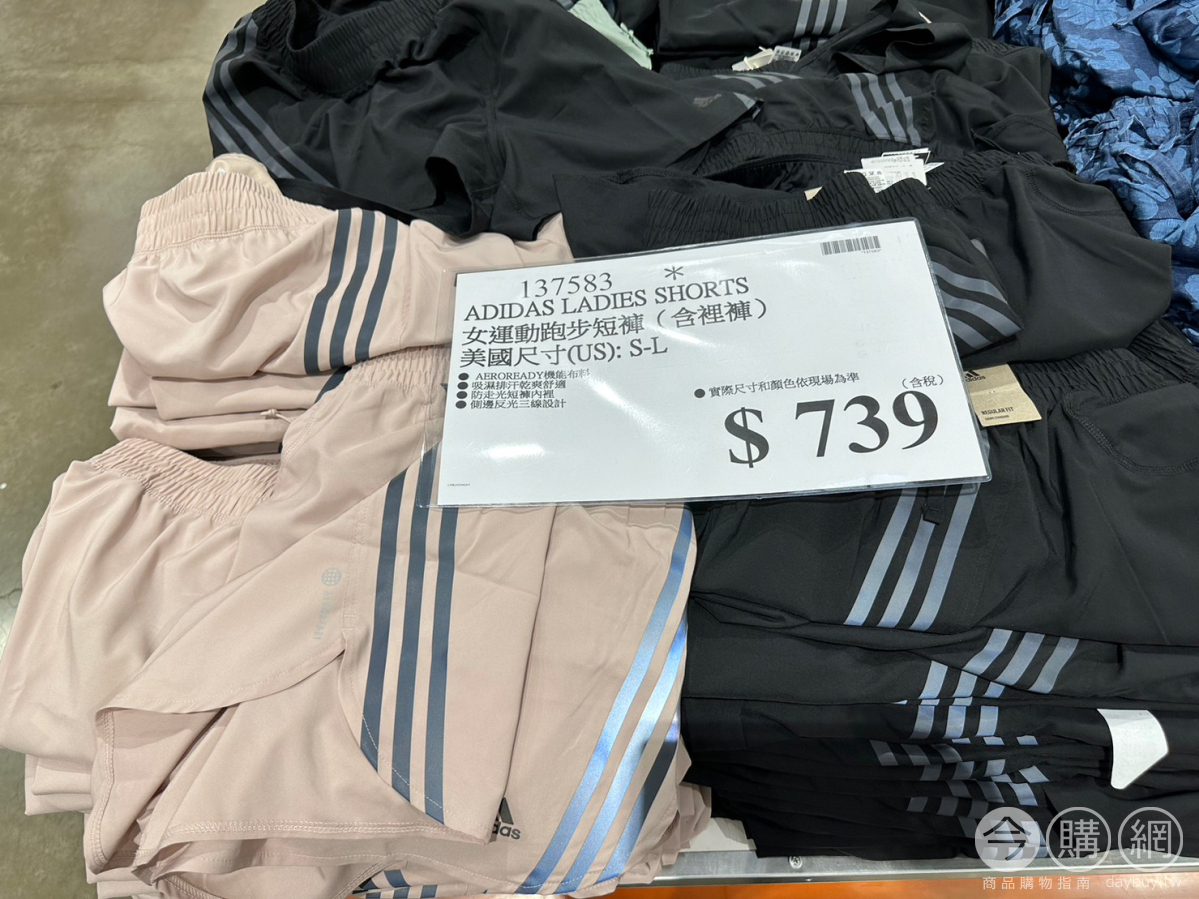 137583 *
ADIDAS LADIES SHORTS
女運動跑步短褲（含裡褲）
美國尺寸(US): S-L
● AEROREADY機能布料
● 吸濕排汗乾爽舒適
● 防走光短褲內裡
● 側邊反光三線設計
● 實際尺寸和顏色依現場為準
（含稅）
$ 739
adidas
REGULAR FIT
adidas
今購網
商品購物指南 daybuy.tw